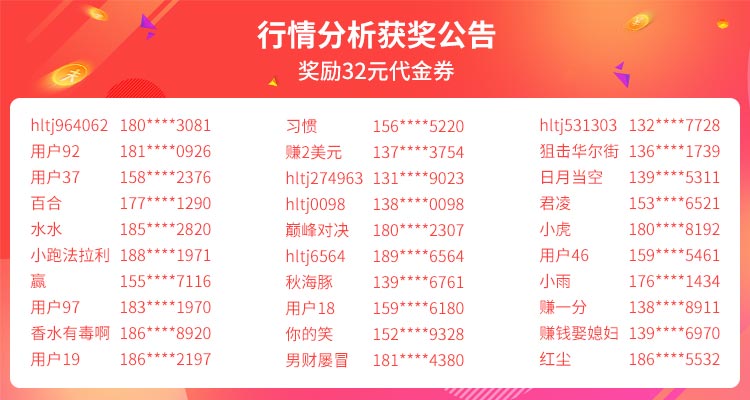 行情分析获奖公告
奖励32元代金券
hltj964062 180****3081 习惯 156****5220 hltj531303 132****7728
用户92 181****0926 赚2美元 137****3754 狙击华尔街 136****1739
用户37 158****2376 hltj274963 131****9023 日月当空 139****5311
百合 177****1290 hltj0098 138****0098 君凌 153****6521
水水 185****2820 巅峰对决 180****2307 小虎 180****8192
小跑法拉利 188****1971 hltj6564 189****6564 用户46 159****5461
赢 155****7116 秋海豚 139****6761 小雨 176****1434
用户97 183****1970 用户18 159****6180 赚一分 138****8911
香水有毒啊 186****8920 你的笑 152****9328 赚钱娶媳妇 139****6970
用户19 186****2197 男财屡冒 181****4380 红尘 186****5532